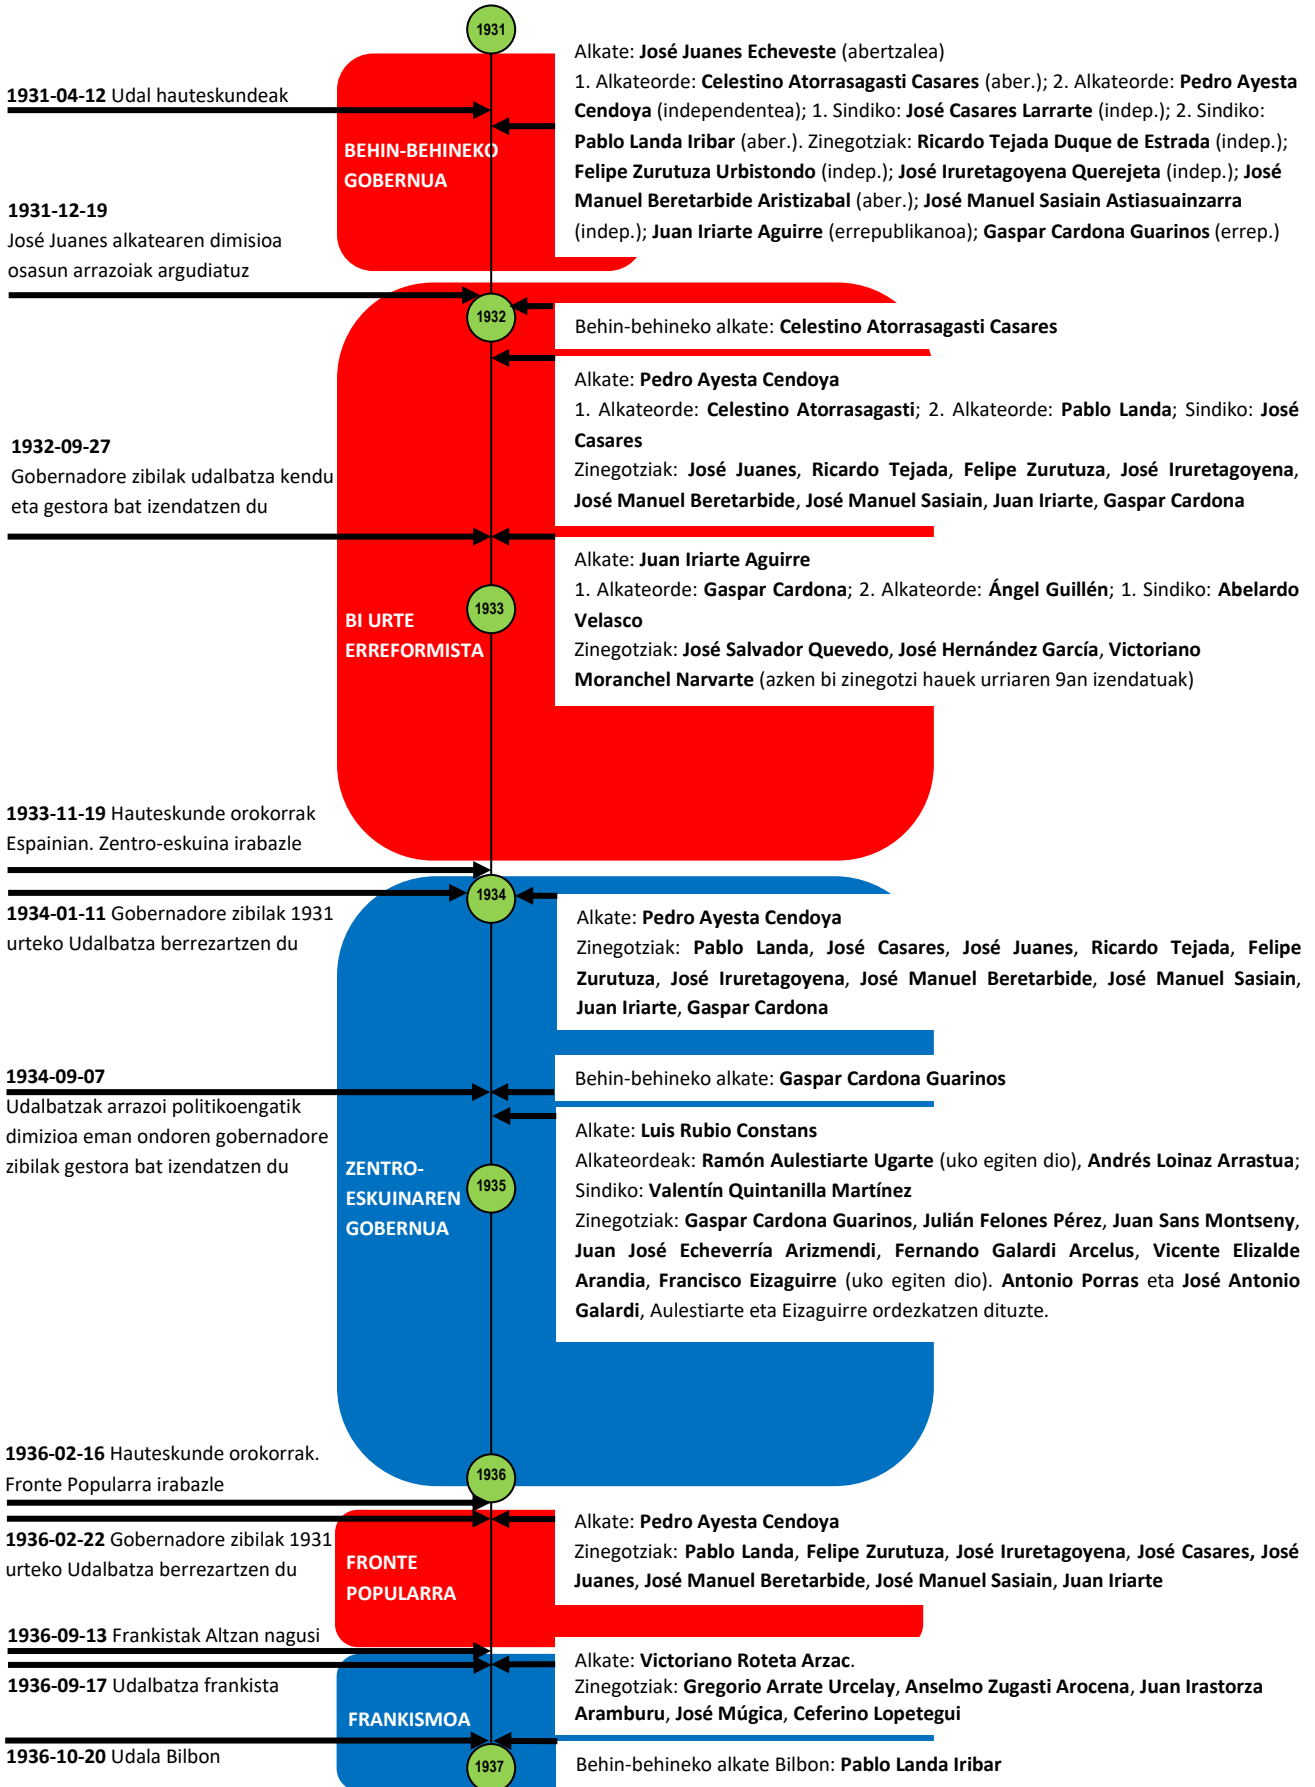 1931
Alkate: José Juanes Echeveste (abertzalea)
1. Alkateorde: Celestino Atorrasagasti Casares (aber.); 2. Alkateorde: Pedro Ayesta
Cendoya (independentea); 1. Sindiko: José Casares Larrarte (indep.); 2. Sindiko:
Pablo Landa Iribar (aber.). Zinegotziak: Ricardo Tejada Duque de Estrada (indep.);
Felipe Zurutuza Urbistondo (indep.); José Iruretagoyena Querejeta (indep.); José
Manuel Beretarbide Aristizabal (aber.); José Manuel Sasiain Astiasuainzarra
(indep.); Juan Iriarte Aguirre (errepublikanoa); Gaspar Cardona Guarinos (errep.)
1931-04-12 Udal hauteskundeak
BEHIN-BEHINEKO
GOBERNUA
1931-12-19
José Juanes alkatearen dimisioa
osasun arrazoiak argudiatuz
1932
Behin-behineko alkate: Celestino Atorrasagasti Casares
Alkate: Pedro Ayesta Cendoya
1. Alkateorde: Celestino Atorrasagasti; 2. Alkateorde: Pablo Landa; Sindiko: José
Casares
Zinegotziak: José Juanes, Ricardo Tejada, Felipe Zurutuza, José Iruretagoyena,
José Manuel Beretarbide, José Manuel Sasiain, Juan Iriarte, Gaspar Cardona
1932-09-27
Gobernadore zibilak udalbatza kendu
eta gestora bat izendatzen du
Alkate: Juan Iriarte Aguirre
1. Alkateorde: Gaspar Cardona; 2. Alkateorde: Ángel Guillén; 1. Sindiko: Abelardo
Velasco
Zinegotziak: José Salvador Quevedo, José Hernández García, Victoriano
Moranchel Narvarte (azken bi zinegotzi hauek urriaren 9an izendatuak)
1933
BI URTE
ERREFORMISTA
1933-11-19 Hauteskunde orokorrak
Espainian. Zentro-eskuina irabazle
1934
1934-01-11 Gobernadore zibilak 1931
urteko Udalbatza berrezartzen du
Alkate: Pedro Ayesta Cendoya
Zinegotziak: Pablo Landa, José Casares, José Juanes, Ricardo Tejada, Felipe
Zurutuza, José Iruretagoyena, José Manuel Beretarbide, José Manuel Sasiain,
Juan Iriarte, Gaspar Cardona
1934-09-07
Udalbatzak arrazoi politikoengatik
dimizioa eman ondoren gobernadore
zibilak gestora bat izendatzen du
Behin-behineko alkate: Gaspar Cardona Guarinos
Alkate: Luis Rubio Constans
Alkateordeak: Ramón Aulestiarte Ugarte (uko egiten dio), Andrés Loinaz Arrastua;
Sindiko: Valentín Quintanilla Martínez
Zinegotziak: Gaspar Cardona Guarinos, Julián Felones Pérez, Juan Sans Montseny,
Juan José Echeverría Arizmendi, Fernando Galardi Arcelus, Vicente Elizalde
Arandia, Francisco Eizaguirre (uko egiten dio). Antonio Porras eta José Antonio
Galardi, Aulestiarte eta Eizaguirre ordezkatzen dituzte.
ZENTRO-
ESKUINAREN
GOBERNUA
1935
1936-02-16 Hauteskunde orokorrak.
Fronte Popularra irabazle
1936
1936-02-22 Gobernadore zibilak 1931
urteko Udalbatza berrezartzen du
FRONTE
POPULARRA
Alkate: Pedro Ayesta Cendoya
Zinegotziak: Pablo Landa, Felipe Zurutuza, José Iruretagoyena, José Casares, José
Juanes, José Manuel Beretarbide, José Manuel Sasiain, Juan Iriarte
1936-09-13 Frankistak Altzan nagusi
1936-09-17 Udalbatza frankista
Alkate: Victoriano Roteta Arzac.
Zinegotziak: Gregorio Arrate Urcelay, Anselmo Zugasti Arocena, Juan Irastorza
Aramburu, José Múgica, Ceferino Lopetegui
FRANKISMOA
1936-10-20 Udala Bilbon
1937
Behin-behineko alkate Bilbon: Pablo Landa Iribar